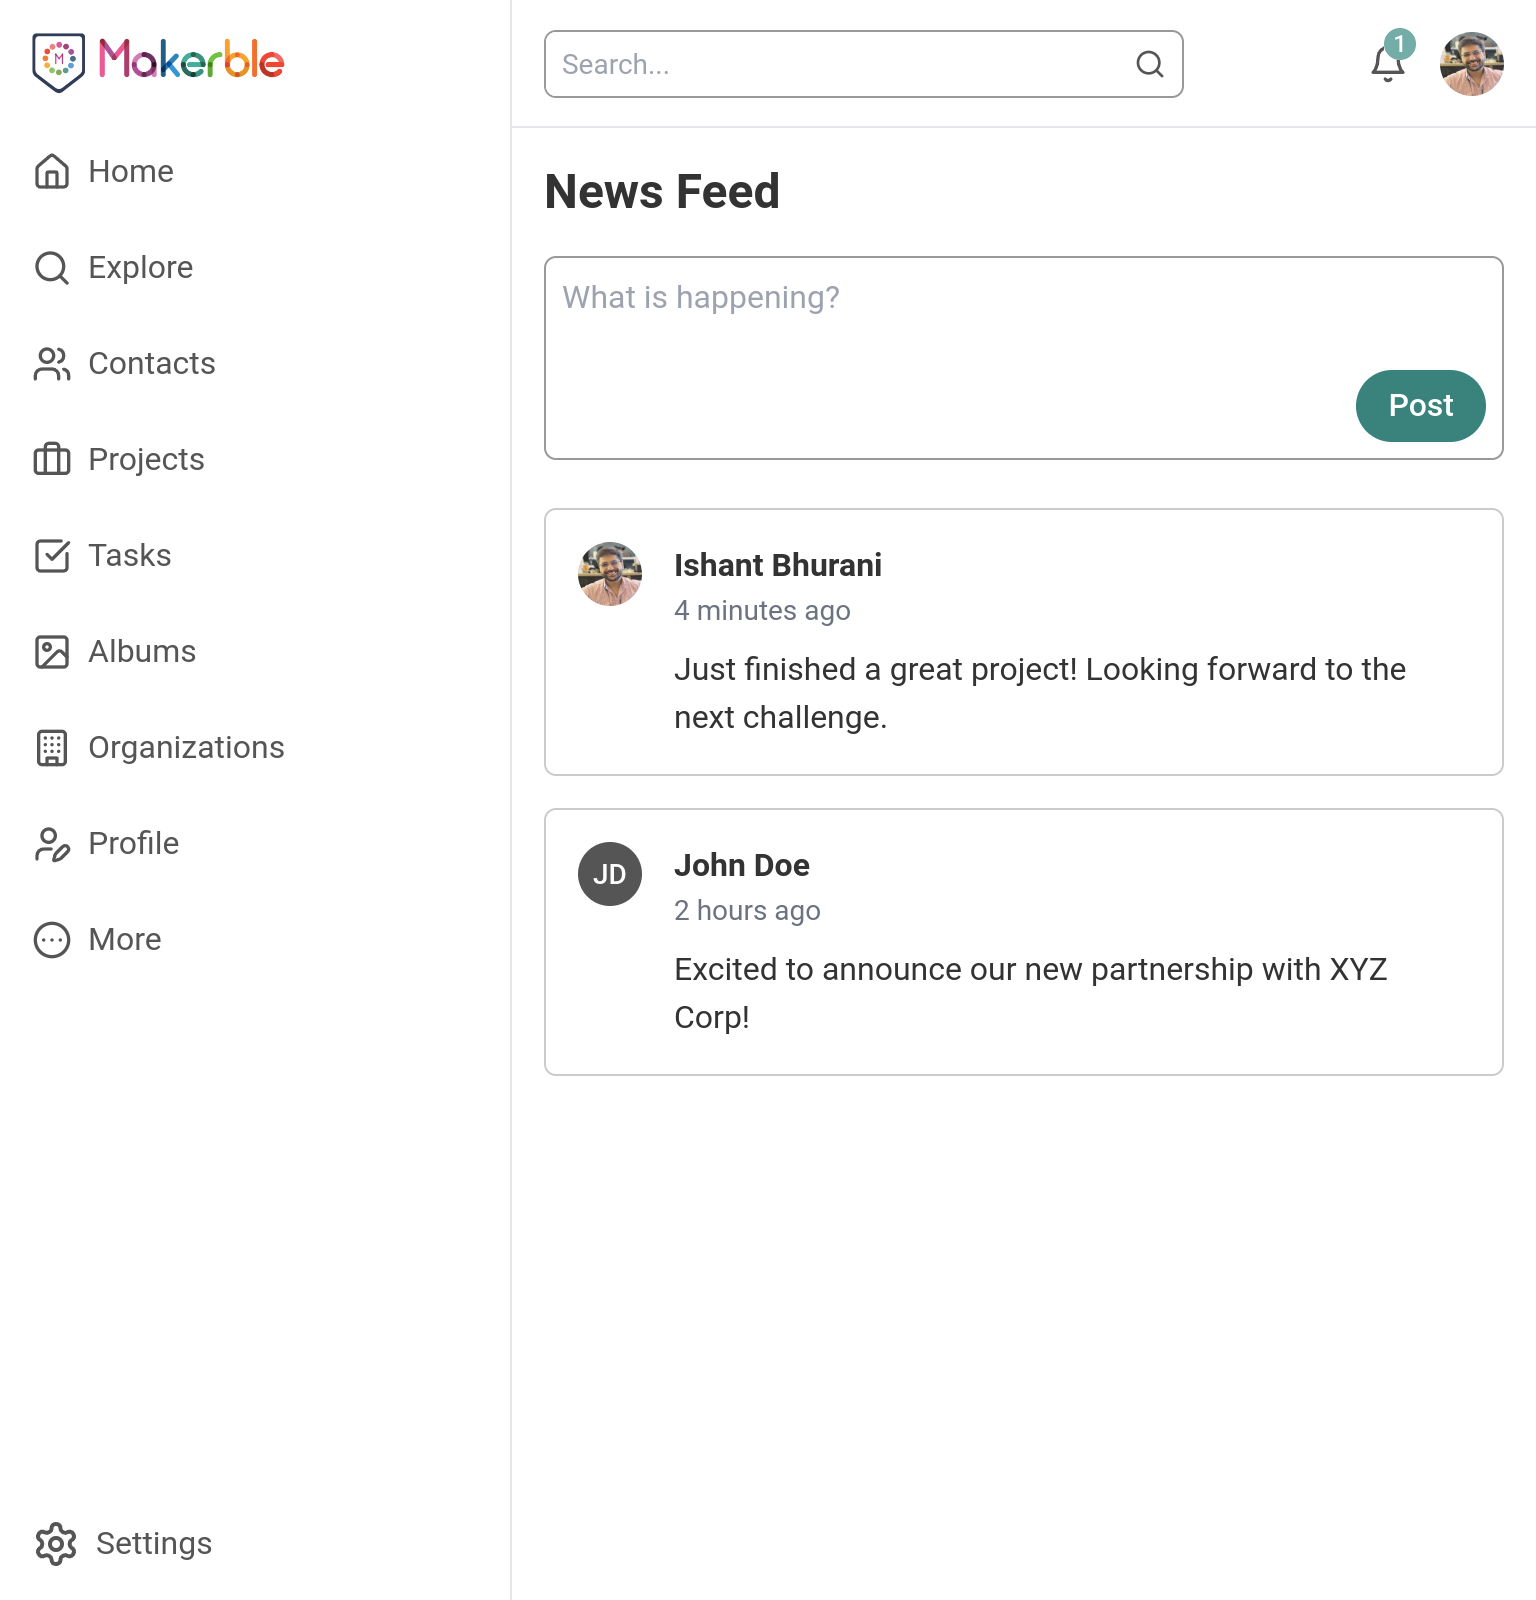 M Makerble
Search...
1
Home
Explore
Contacts
Projects
Tasks
Albums
Organizations
Profile
More
Settings
News Feed
What is happening?
Post
Ishant Bhurani
4 minutes ago
Just finished a great project! Looking forward to the
next challenge.
JD
John Doe
2 hours ago
Excited to announce our new partnership with XYZ
Corp!